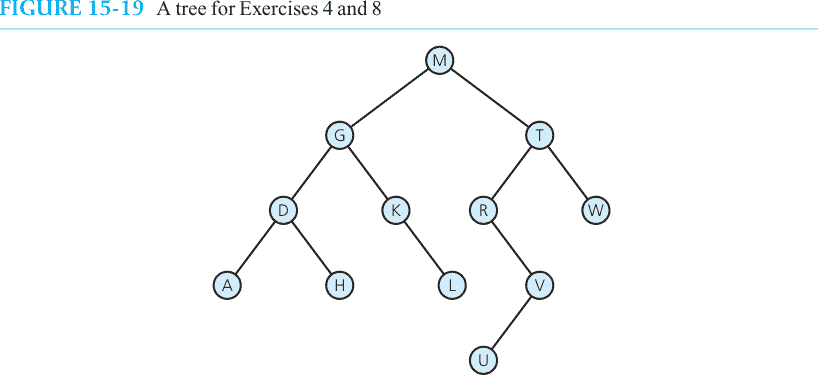 FIGURE 15-19 A tree for Exercises 4 and 8
M
G T
D K R W
A H L V
U